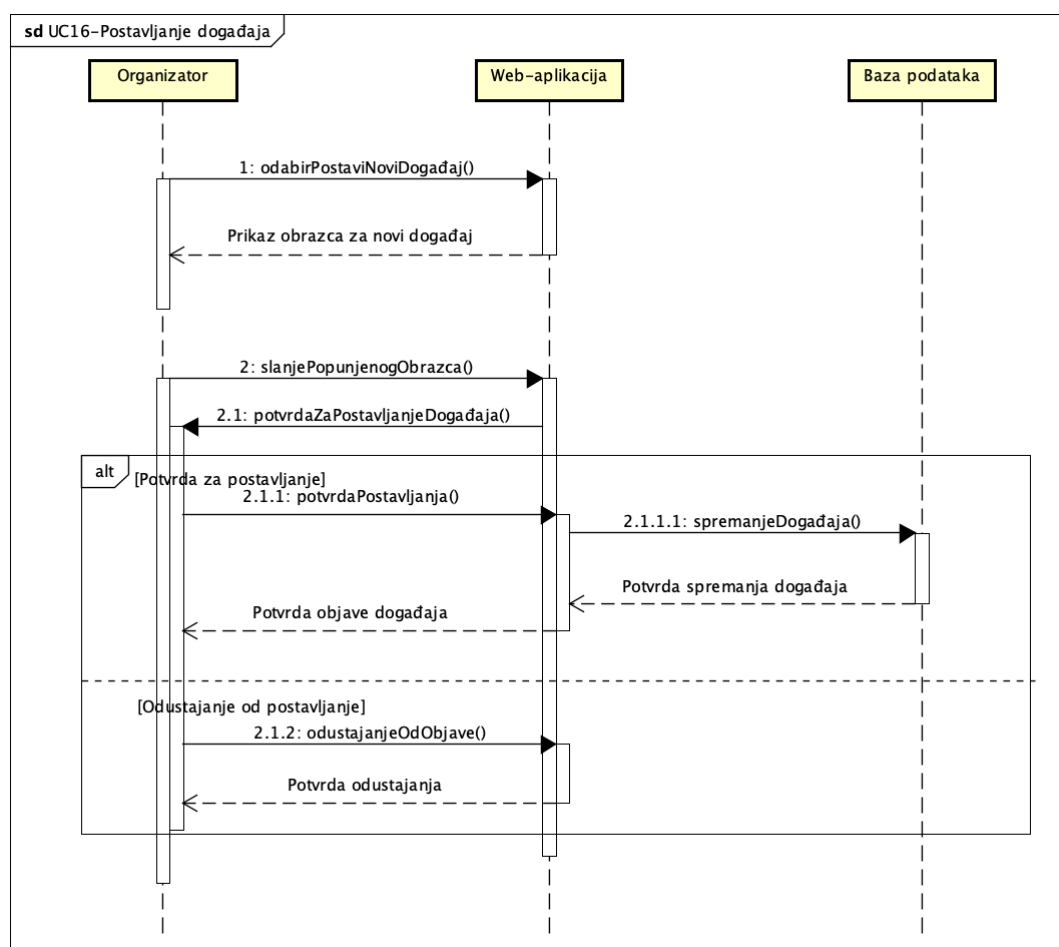 sd UC16-Postavljanje događaja
Organizator
Web-aplikacija
Baza podataka
1: odabirPostaviNoviDogađaj()
Prikaz obrazca za novi događaj
2: slanjePopunjenogObrazca()
2.1: potvrdaZaPostavljanjeDogađaja()
alt
[Potvrda za postavljanje]
2.1.1: potvrdaPostavljanja()
2.1.1.1: spremanjeDogađaja()
Potvrda spremanja događaja
Potvrda objave događaja
[Odustajanje od postavljanje]
2.1.2: odustajanjeOdObjave()
Potvrda odustajanja